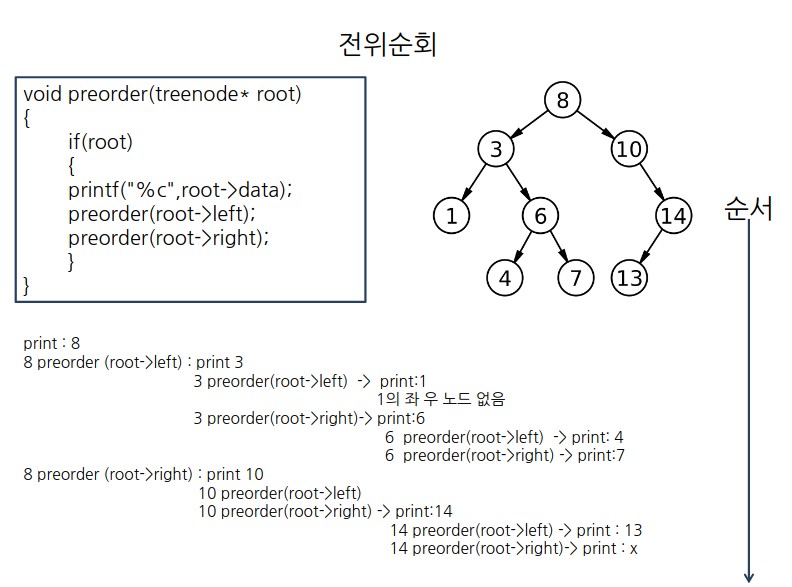 전위순회
void preorder(treenode* root)
{
if(root)
{
printf("%c",root->data);
preorder(root->left);
preorder(root->right);
}
}
8
3
10
1
6
14
4
7
13
순서
print : 8
8 preorder (root->left) : print 3
3 preorder(root->left) -> print:1
1의 좌 우 노드 없음
3 preorder(root->right)-> print:6
6 preorder(root->left) -> print: 4
6 preorder(root->right) -> print:7
8 preorder (root->right) : print 10
10 preorder(root->left)
10 preorder(root->right) -> print:14
14 preorder(root->left) -> print : 13
14 preorder(root->right)-> print : x